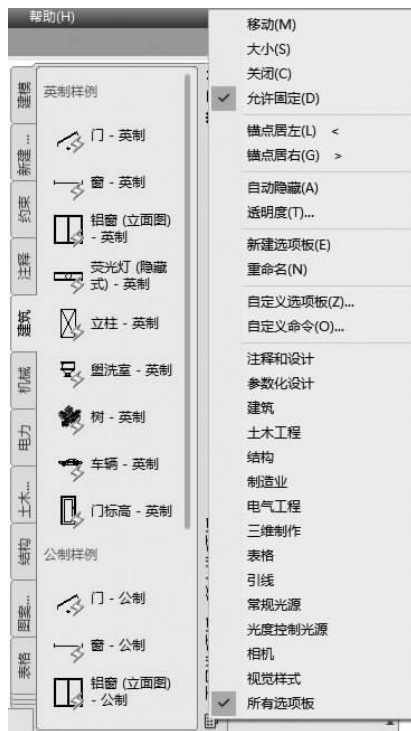 帮助(H)
建模
新建...
约束
注释
建筑
机械
电力
土木...
结构
图案...
表格
英制样例
门 - 英制
窗 - 英制
铝窗 (立面图)
- 英制
荧光灯 (隐藏
式) - 英制
立柱 - 英制
盥洗室 - 英制
树 - 英制
车辆 - 英制
门标高 - 英制
公制样例
门 - 公制
窗 - 公制
铝窗 (立面图)
- 公制
移动(M)
大小(S)
关闭(C)
允许固定(D)
锚点居左(L) <
锚点居右(G) >
自动隐藏(A)
透明度(T)...
新建选项板(E)
重命名(N)
自定义选项板(Z)...
自定义命令(O)...
注释和设计
参数化设计
建筑
土木工程
结构
制造业
电气工程
三维制作
表格
引线
常规光源
光度控制光源
相机
视觉样式
所有选项板